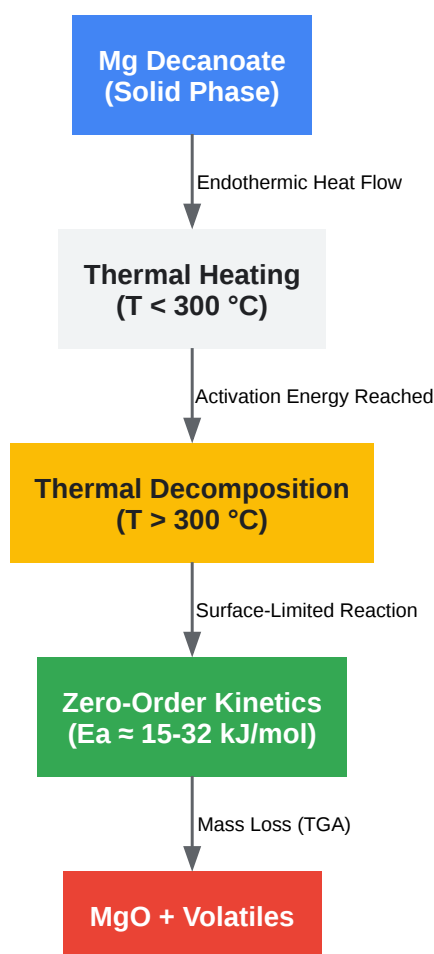 Mg Decanoate
(Solid Phase)
Endothermic Heat Flow
Thermal Heating
(T < 300 °C)
Activation Energy Reached
Thermal Decomposition
(T > 300 °C)
Surface-Limited Reaction
Zero-Order Kinetics
(Ea ≈ 15-32 kJ/mol)
Mass Loss (TGA)
MgO + Volatiles